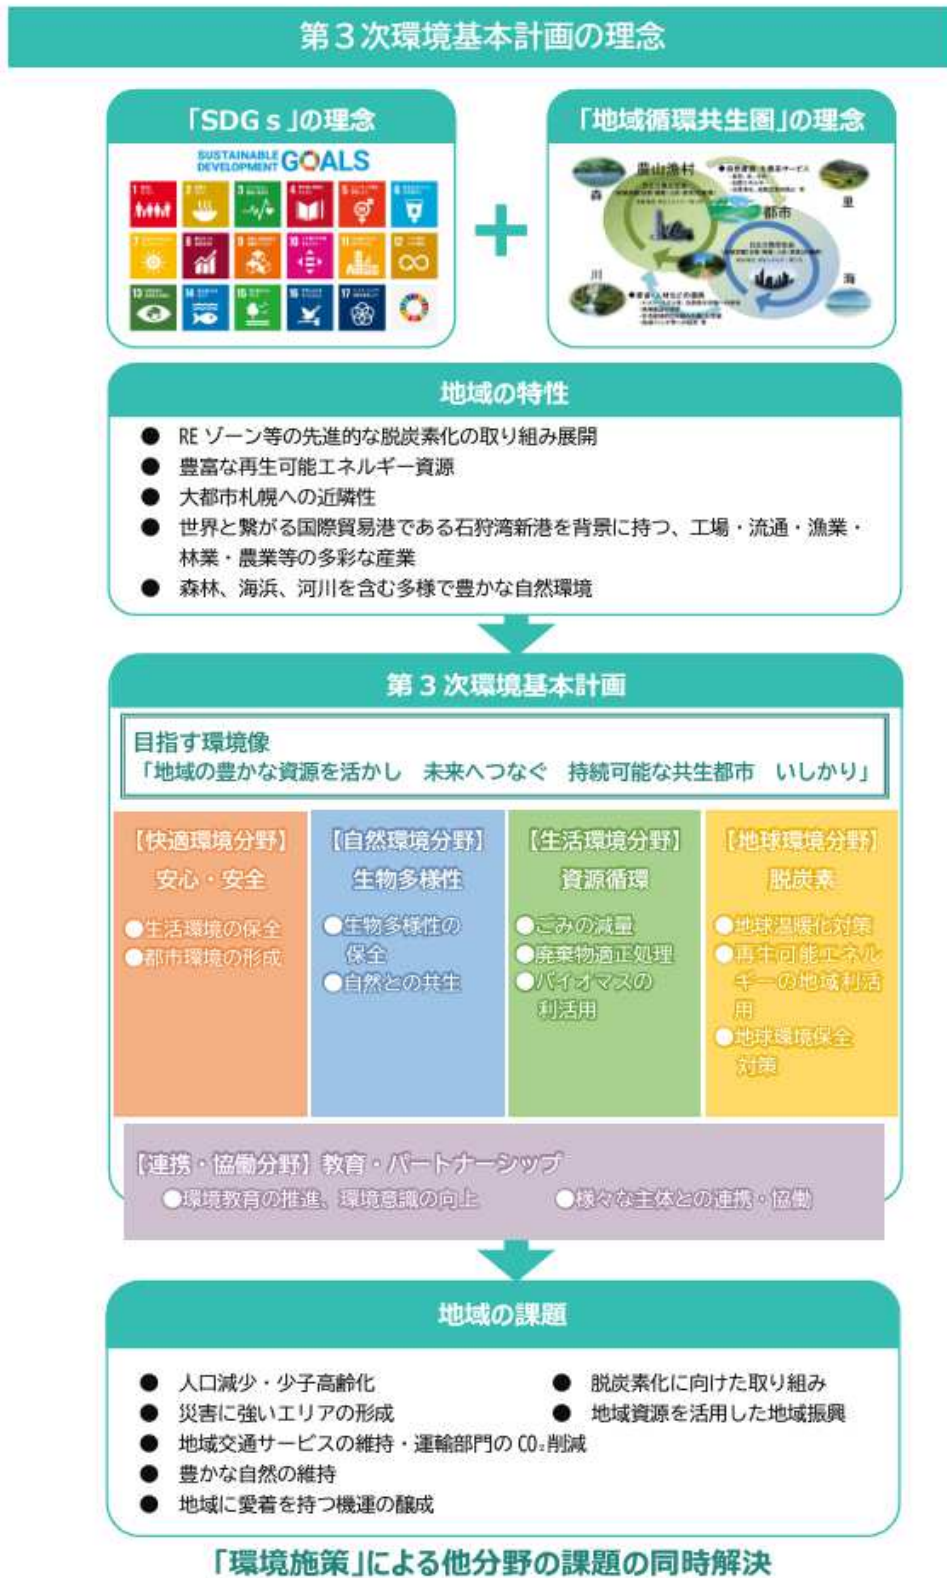 第3次環境基本計画の理念
「SDGs」の理念
SUSTAINABLE
DEVELOPMENT GOALS
1
2
3
4
5
6
7
8
9
10
11
12
13
14
15
16
17
「地域循環共生圏」の理念
農山漁村
森
里
都市
川
海
地域の特性
● RE ゾーン等の先進的な脱炭素化の取り組み展開
● 豊富な再生可能エネルギー資源
● 大都市札幌への近隣性
● 世界と繋がる国際貿易港である石狩湾新港を背景に持つ、工場・流通・漁業・
林業・農業等の多彩な産業
● 森林、海浜、河川を含む多様で豊かな自然環境
第3次環境基本計画
目指す環境像
「地域の豊かな資源を活かし　未来へつなぐ　持続可能な共生都市　いしかり」
【快適環境分野】
安心・安全
●生活環境の保全
●都市環境の形成
【自然環境分野】
生物多様性
●生物多様性の
保全
●自然との共生
【生活環境分野】
資源循環
●ごみの減量
●廃棄物適正処理
●バイオマスの
利活用
【地球環境分野】
脱炭素
●地球温暖化対策
●再生可能エネル
ギーの地域利活
用
●地球環境保全
対策
【連携・協働分野】教育・パートナーシップ
●環境教育の推進、環境意識の向上
●様々な主体との連携・協働
地域の課題
● 人口減少・少子高齢化
● 脱炭素化に向けた取り組み
● 災害に強いエリアの形成
● 地域資源を活用した地域振興
● 地域交通サービスの維持・運輸部門の CO₂削減
● 豊かな自然の維持
● 地域に愛着を持つ機運の醸成
「環境施策」による他分野の課題の同時解決